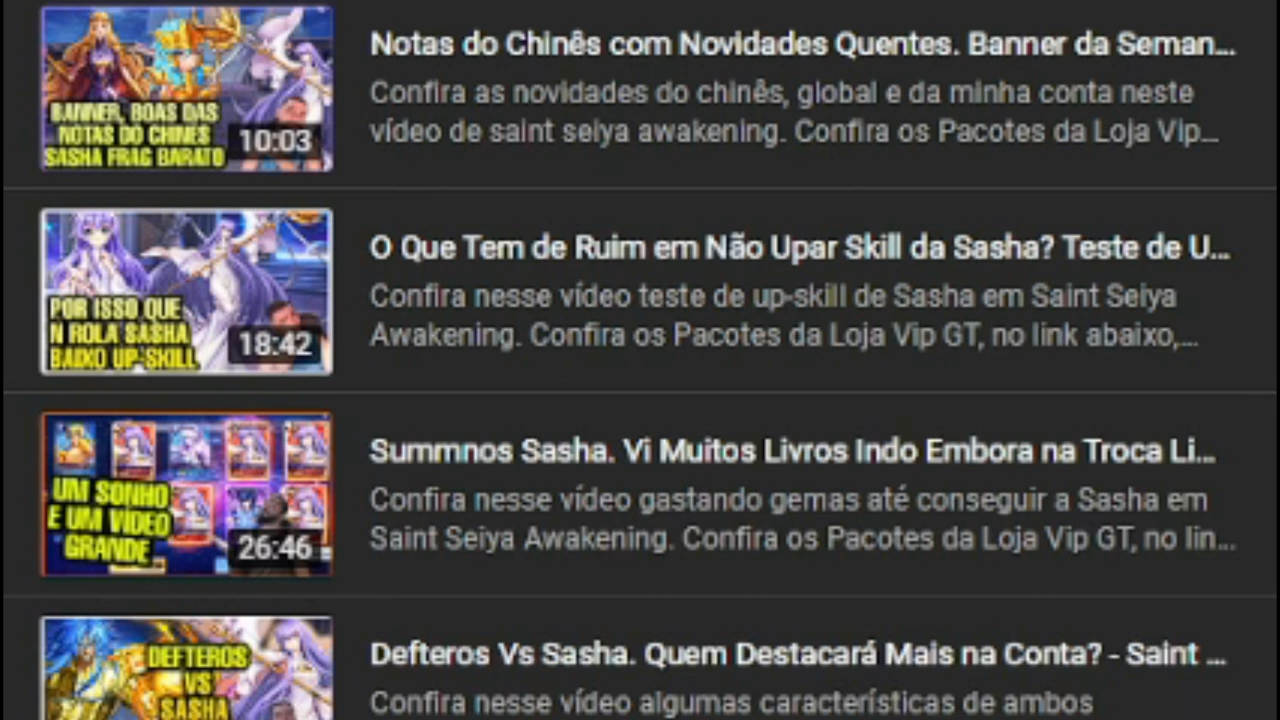 BANNER, BOAS DAS
NOTAS DO CHINES
SASHA FRAG BARATO
10:03
Notas do Chinês com Novidades Quentes. Banner da Seman...
Confira as novidades do chinês, global e da minha conta neste
vídeo de saint seiya awakening. Confira os Pacotes da Loja Vip...
POR ISSO QUE
N ROLA SASHA
BAIXO UP-SKILL
18:42
O Que Tem de Ruim em Não Upar Skill da Sasha? Teste de U...
Confira nesse vídeo teste de up-skill de Sasha em Saint Seiya
Awakening. Confira os Pacotes da Loja Vip GT, no link abaixo,...
UM SONHO
E UM VIDEO
GRANDE
26:46
Summnos Sasha. Vi Muitos Livros Indo Embora na Troca Li...
Confira nesse vídeo gastando gemas até conseguir a Sasha em
Saint Seiya Awakening. Confira os Pacotes da Loja Vip GT, no lin...
DEFTEROS
VS
SASHA
Defteros Vs Sasha. Quem Destacará Mais na Conta? - Saint ...
Confira nesse vídeo algumas características de ambos